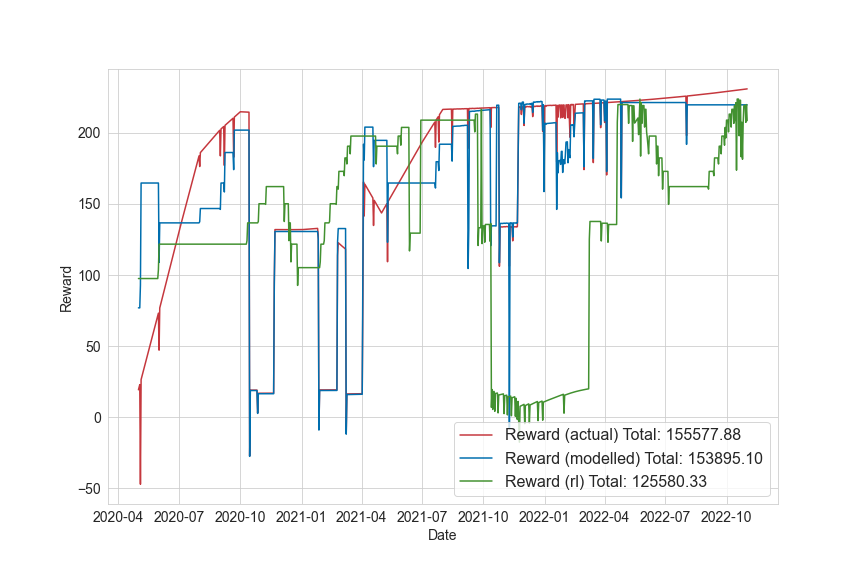 200
150
100
50
0
−50
Reward
Reward (actual) Total: 155577.88
Reward (modelled) Total: 153895.10
Reward (rl) Total: 125580.33
2020-04 2020-07 2020-10 2021-01 2021-04 2021-07 2021-10 2022-01 2022-04 2022-07 2022-10
Date